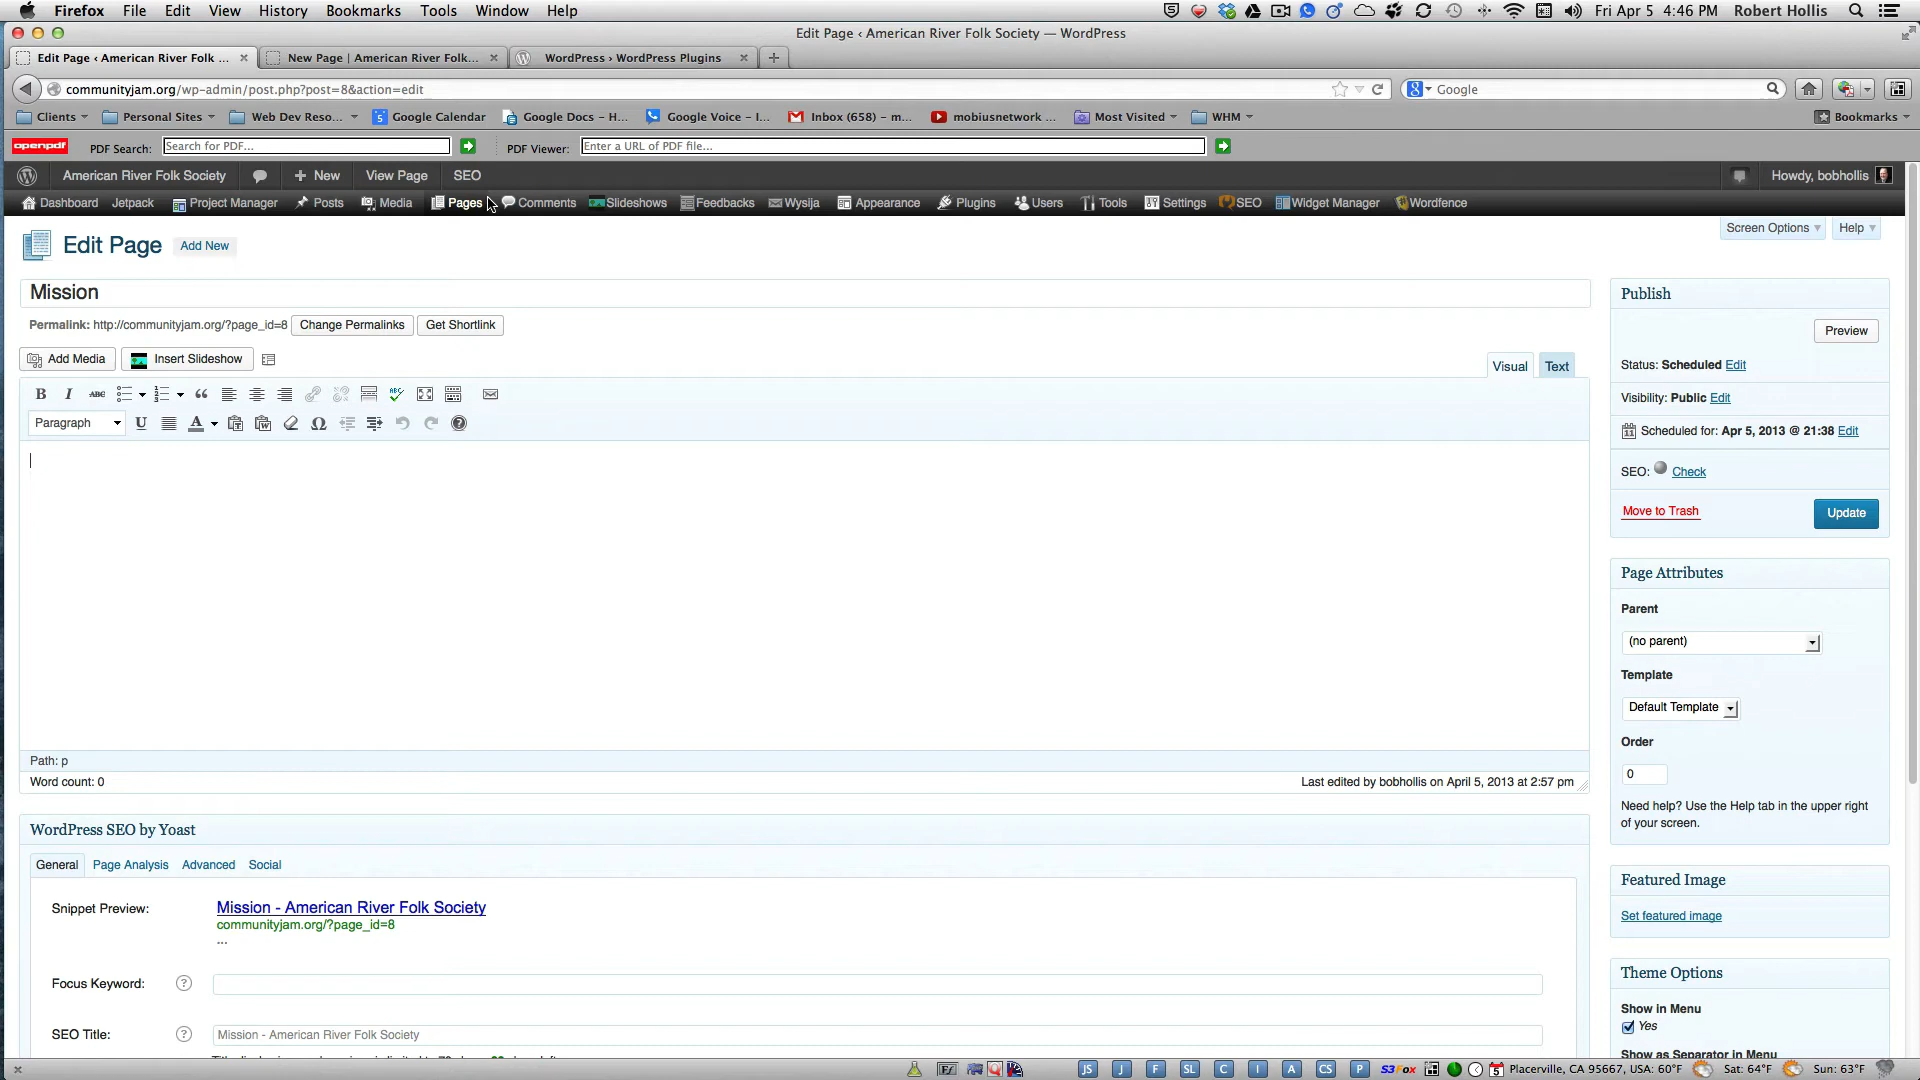 Firefox File Edit View History Bookmarks Tools Window Help Fri Apr 5 4:46 PM Robert Hollis
Edit Page ‹ American River Folk Society — WordPress
Edit Page ‹ American River Folk ... New Page | American River Folk... WordPress › WordPress Plugins
communityjam.org/wp-admin/post.php?post=8&action=edit Google
Clients Personal Sites Web Dev Reso... Google Calendar Google Docs – H... Google Voice – I... Inbox (658) – m... mobiusnetwork ... Most Visited WHM Bookmarks
openpdf PDF Search: Search for PDF... PDF Viewer: Enter a URL of PDF file...
American River Folk Society New View Page SEO Howdy, bobhollis
Dashboard Jetpack Project Manager Posts Media Pages Comments Slideshows Feedbacks Wysija Appearance Plugins Users Tools Settings SEO Widget Manager Wordfence
Screen Options Help
Edit Page Add New
Mission
Permalink: http://communityjam.org/?page_id=8 Change Permalinks Get Shortlink
Add Media Insert Slideshow
Visual Text
B I ABC
Paragraph U A
Path: p
Word count: 0 Last edited by bobhollis on April 5, 2013 at 2:57 pm
WordPress SEO by Yoast
General Page Analysis Advanced Social
Snippet Preview: Mission - American River Folk Society
communityjam.org/?page_id=8
...
Focus Keyword: ?
SEO Title: ? Mission - American River Folk Society
Publish
Preview
Status: Scheduled Edit
Visibility: Public Edit
Scheduled for: Apr 5, 2013 @ 21:38 Edit
SEO: Check
Move to Trash Update
Page Attributes
Parent
(no parent)
Template
Default Template
Order
0
Need help? Use the Help tab in the upper right
of your screen.
Featured Image
Set featured image
Theme Options
Show in Menu
Yes
Show as Separator in Menu
JS J F SL C I A CS P S3Fox 5 Placerville, CA 95667, USA: 60°F Sat: 64°F Sun: 63°F